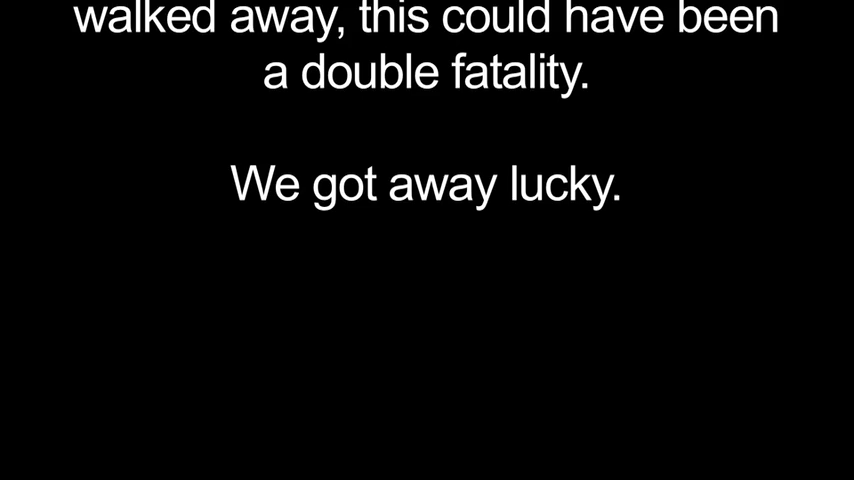 walked away, this could have been
a double fatality.
We got away lucky.